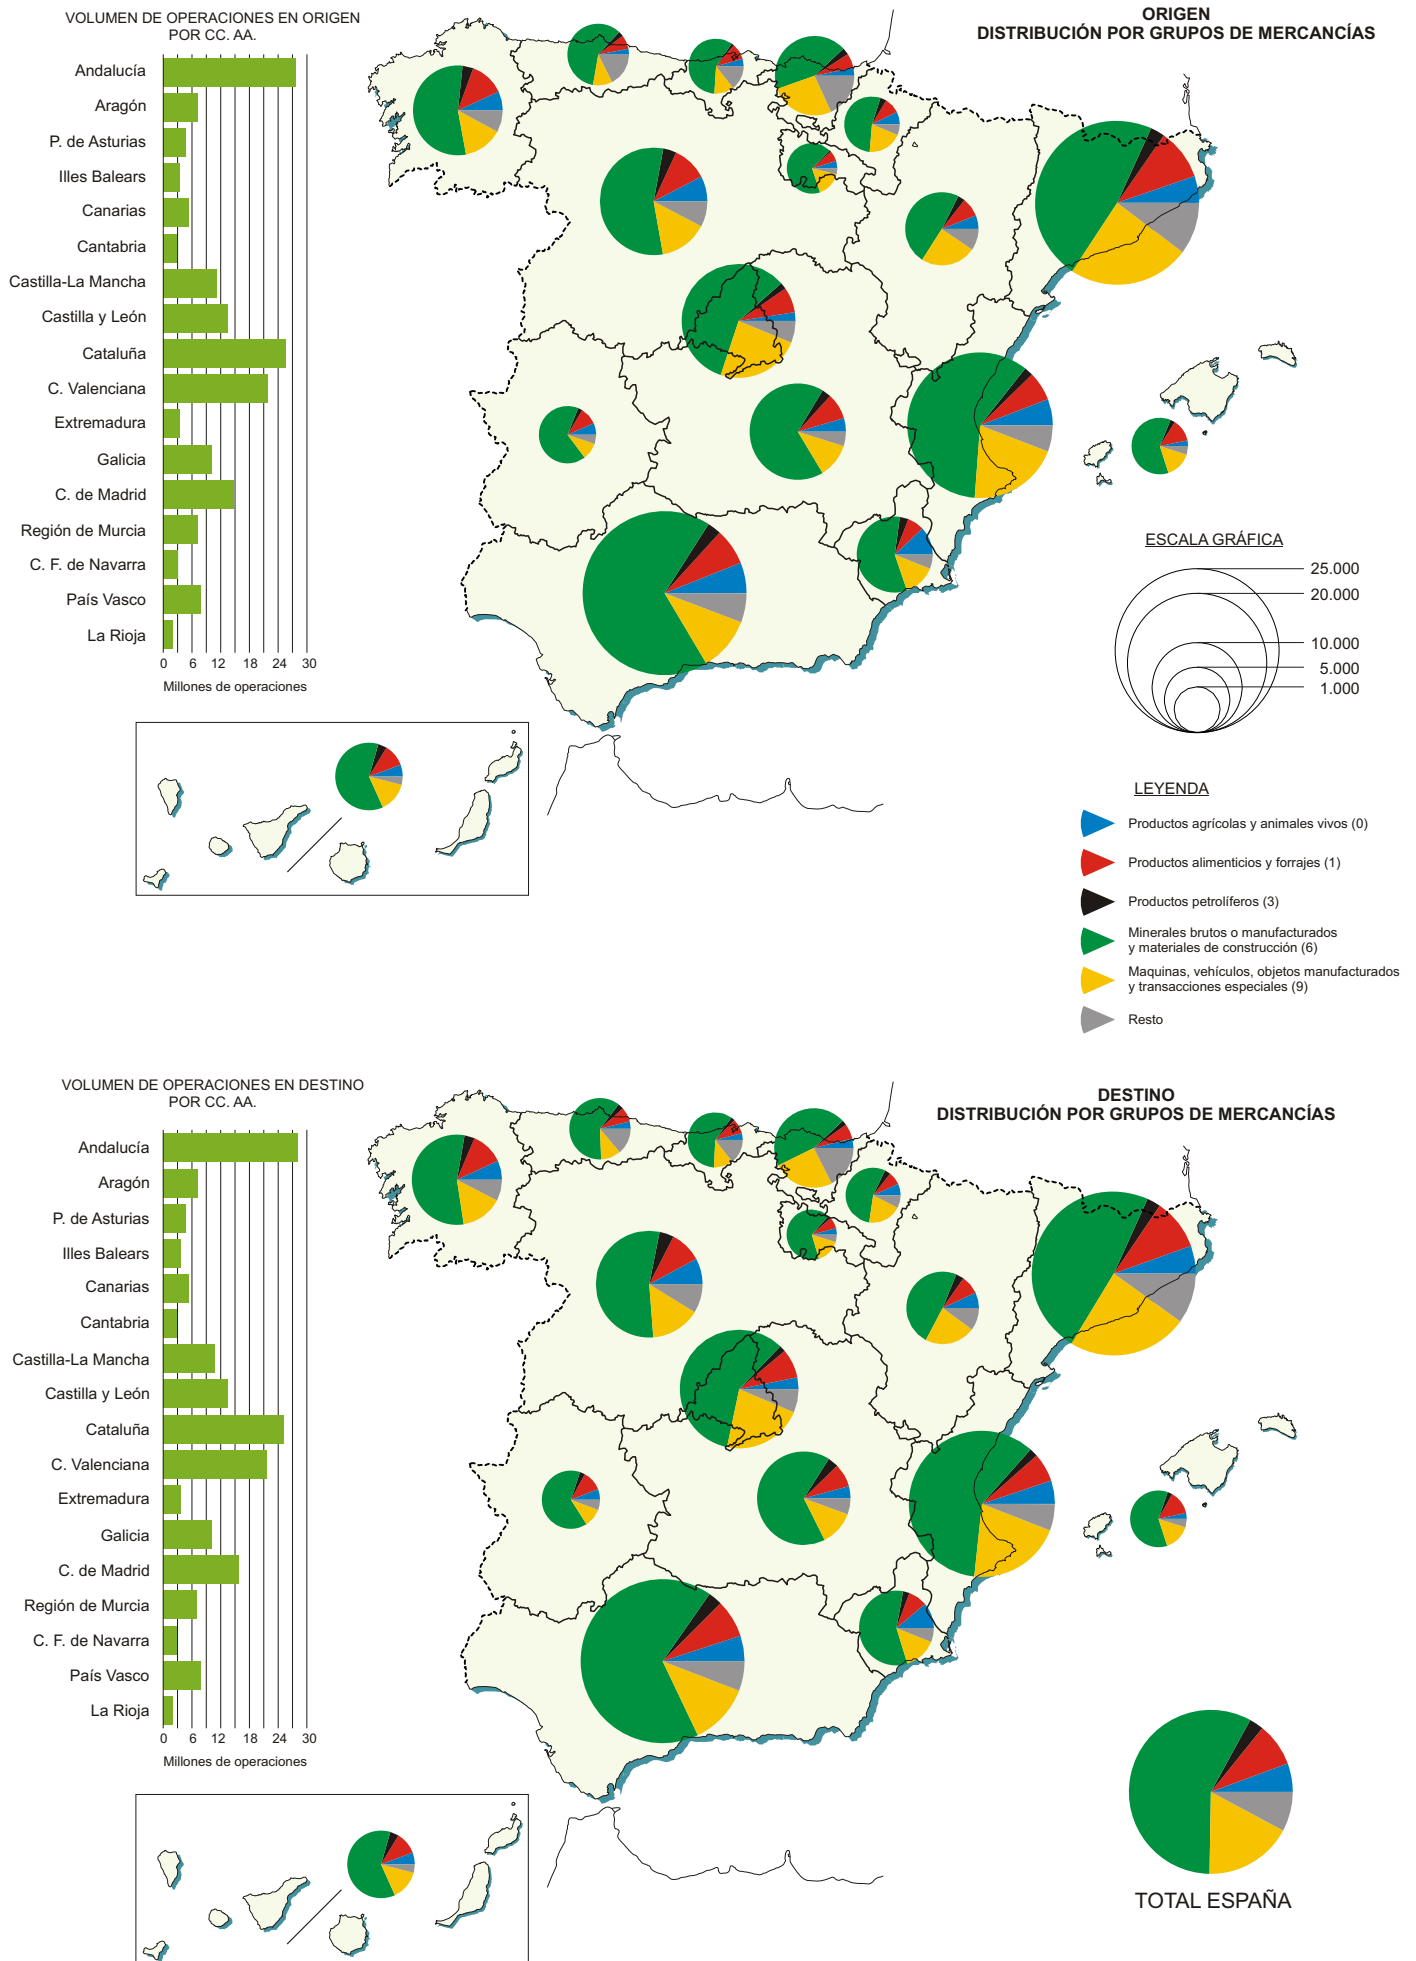 VOLUMEN DE OPERACIONES EN ORIGEN
POR CC. AA.
Andalucía
Aragón
P. de Asturias
Illes Balears
Canarias
Cantabria
Castilla-La Mancha
Castilla y León
Cataluña
C. Valenciana
Extremadura
Galicia
C. de Madrid
Región de Murcia
C. F. de Navarra
País Vasco
La Rioja
0 6 12 18 24 30
Millones de operaciones
ORIGEN
DISTRIBUCIÓN POR GRUPOS DE MERCANCÍAS
ESCALA GRÁFICA
25.000
20.000
10.000
5.000
1.000
LEYENDA
Productos agrícolas y animales vivos (0)
Productos alimenticios y forrajes (1)
Productos petrolíferos (3)
Minerales brutos o manufacturados
y materiales de construcción (6)
Maquinas, vehículos, objetos manufacturados
y transacciones especiales (9)
Resto
VOLUMEN DE OPERACIONES EN DESTINO
POR CC. AA.
Andalucía
Aragón
P. de Asturias
Illes Balears
Canarias
Cantabria
Castilla-La Mancha
Castilla y León
Cataluña
C. Valenciana
Extremadura
Galicia
C. de Madrid
Región de Murcia
C. F. de Navarra
País Vasco
La Rioja
0 6 12 18 24 30
Millones de operaciones
DESTINO
DISTRIBUCIÓN POR GRUPOS DE MERCANCÍAS
TOTAL ESPAÑA